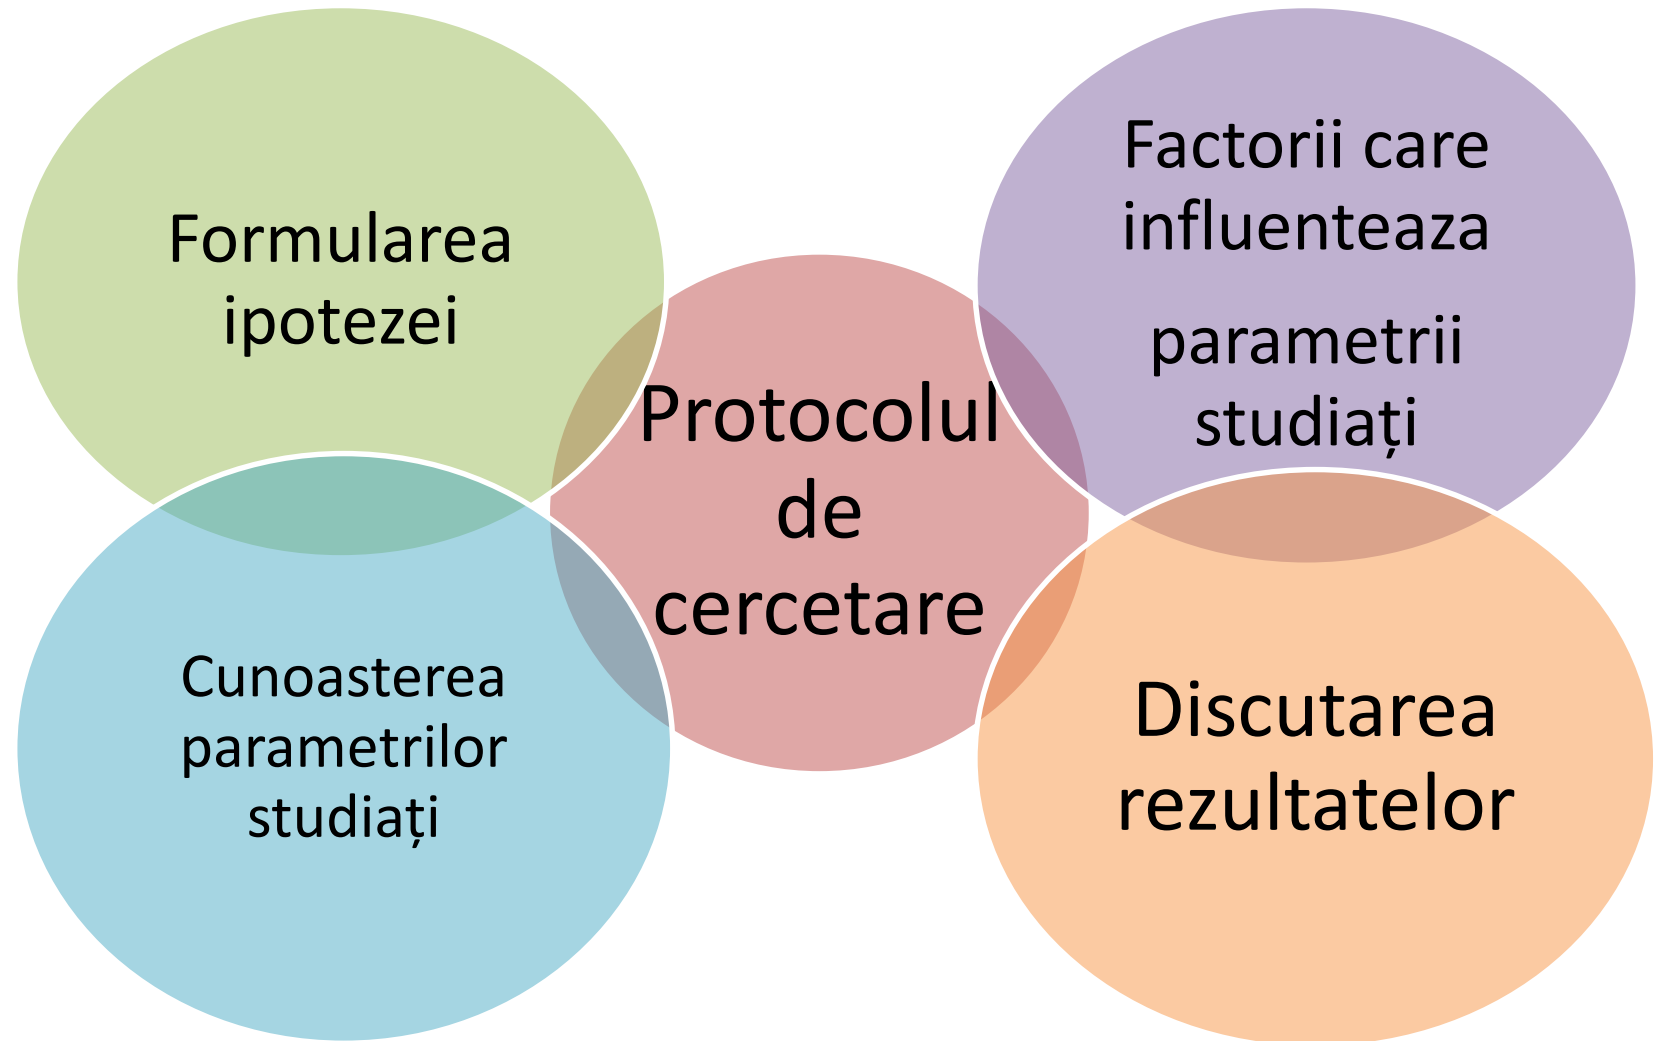 Formularea
ipotezei
Factorii care
influenteaza
parametrii
studiați
Protocolul
de
cercetare
Cunoasterea
parametrilor
studiați
Discutarea
rezultatelor